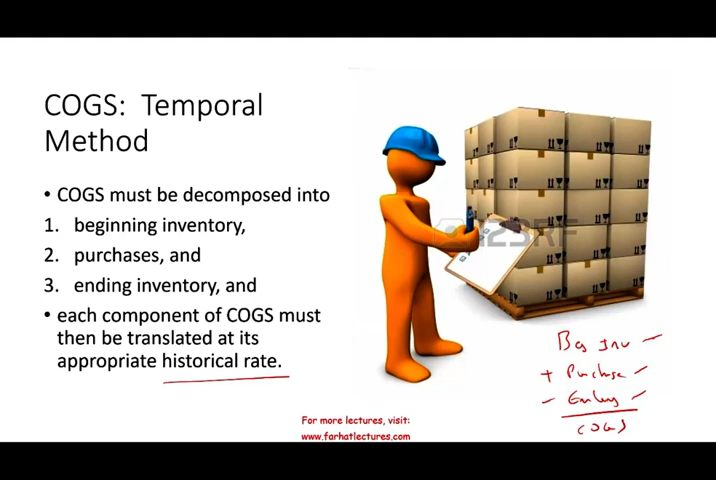 COGS: Temporal
Method
• COGS must be decomposed into
1. beginning inventory,
2. purchases, and
3. ending inventory, and
• each component of COGS must
then be translated at its
appropriate historical rate.
123RF
Beg Inv
+ Purchase
- Ending
COGS
For more lectures, visit:
www.farhatlectures.com